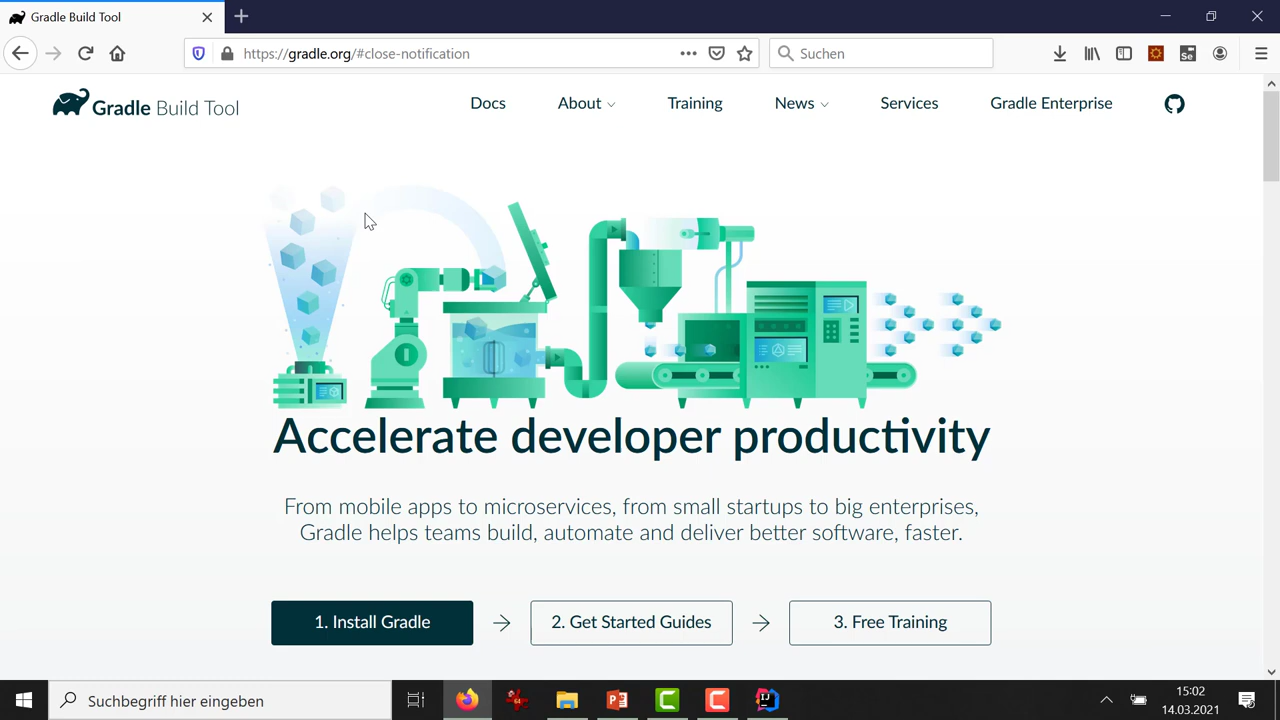 Gradle Build Tool
https://gradle.org/#close-notification
Suchen
Se
Gradle Build Tool
Docs
About
Training
News
Services
Gradle Enterprise
Accelerate developer productivity
From mobile apps to microservices, from small startups to big enterprises,
Gradle helps teams build, automate and deliver better software, faster.
1. Install Gradle
2. Get Started Guides
3. Free Training
Suchbegriff hier eingeben
15:02
14.03.2021